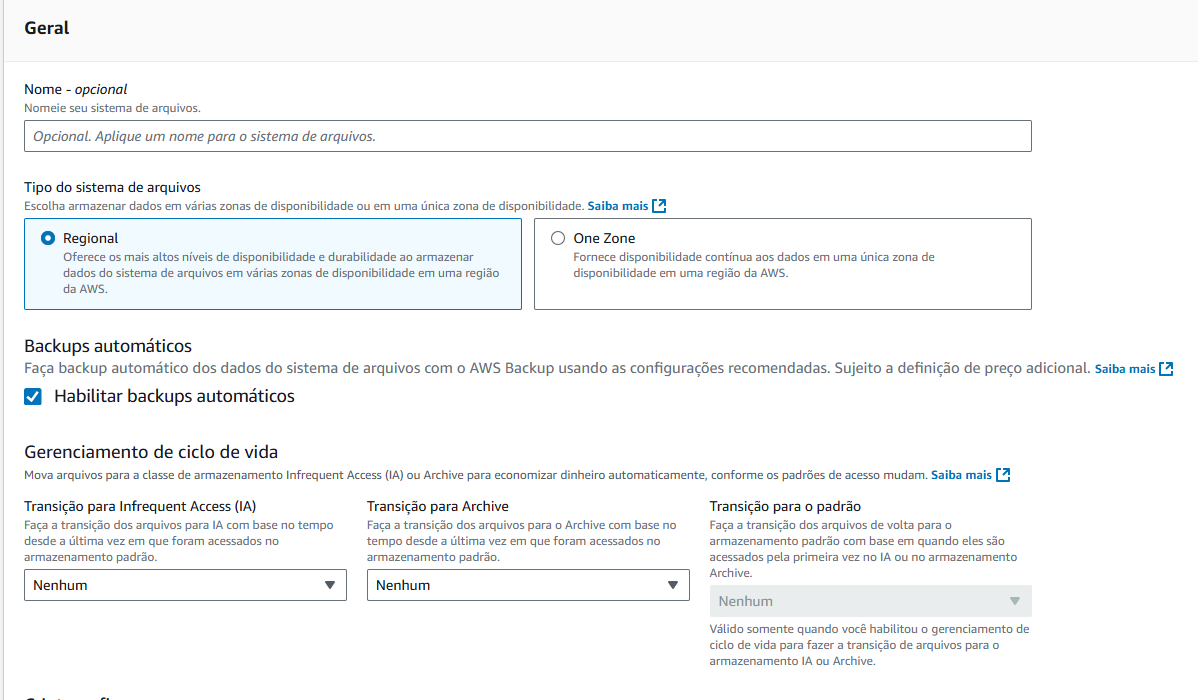 Geral
Nome - opcional
Nomeie seu sistema de arquivos.
Opcional. Aplique um nome para o sistema de arquivos.
Tipo do sistema de arquivos
Escolha armazenar dados em várias zonas de disponibilidade ou em uma única zona de disponibilidade. Saiba mais
Regional
Oferece os mais altos níveis de disponibilidade e durabilidade ao armazenar
dados do sistema de arquivos em várias zonas de disponibilidade em uma região
da AWS.
One Zone
Fornece disponibilidade contínua aos dados em uma única zona de
disponibilidade em uma região da AWS.
Backups automáticos
Faça backup automático dos dados do sistema de arquivos com o AWS Backup usando as configurações recomendadas. Sujeito a definição de preço adicional. Saiba mais
Habilitar backups automáticos
Gerenciamento de ciclo de vida
Mova arquivos para a classe de armazenamento Infrequent Access (IA) ou Archive para economizar dinheiro automaticamente, conforme os padrões de acesso mudam. Saiba mais
Transição para Infrequent Access (IA)
Faça a transição dos arquivos para IA com base no tempo
desde a última vez em que foram acessados no
armazenamento padrão.
Nenhum
Transição para Archive
Faça a transição dos arquivos para o Archive com base no
tempo desde a última vez em que foram acessados no
armazenamento padrão.
Nenhum
Transição para o padrão
Faça a transição dos arquivos de volta para o
armazenamento padrão com base em quando eles são
acessados pela primeira vez no IA ou no armazenamento
Archive.
Nenhum
Válido somente quando você habilitou o gerenciamento de
ciclo de vida para fazer a transição de arquivos para o
armazenamento IA ou Archive.